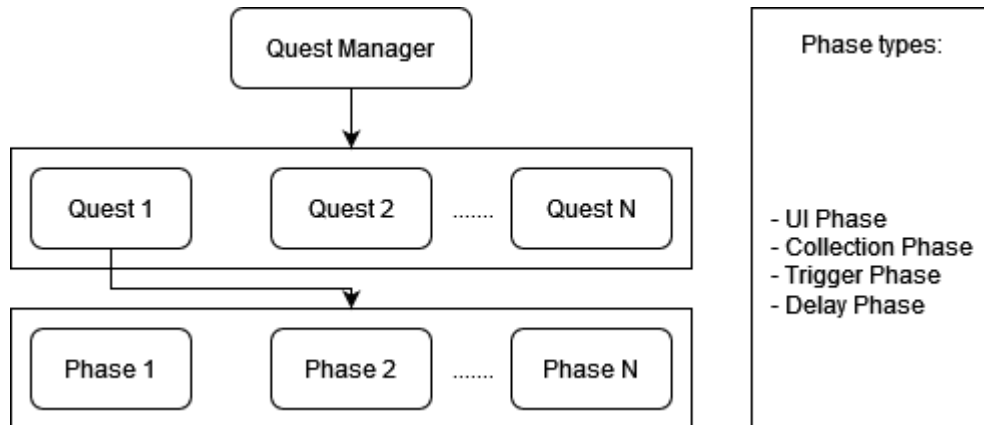 Quest Manager
Phase types:
Quest 1
Quest 2
.......
Quest N
- UI Phase
- Collection Phase
- Trigger Phase
- Delay Phase
Phase 1
Phase 2
.......
Phase N